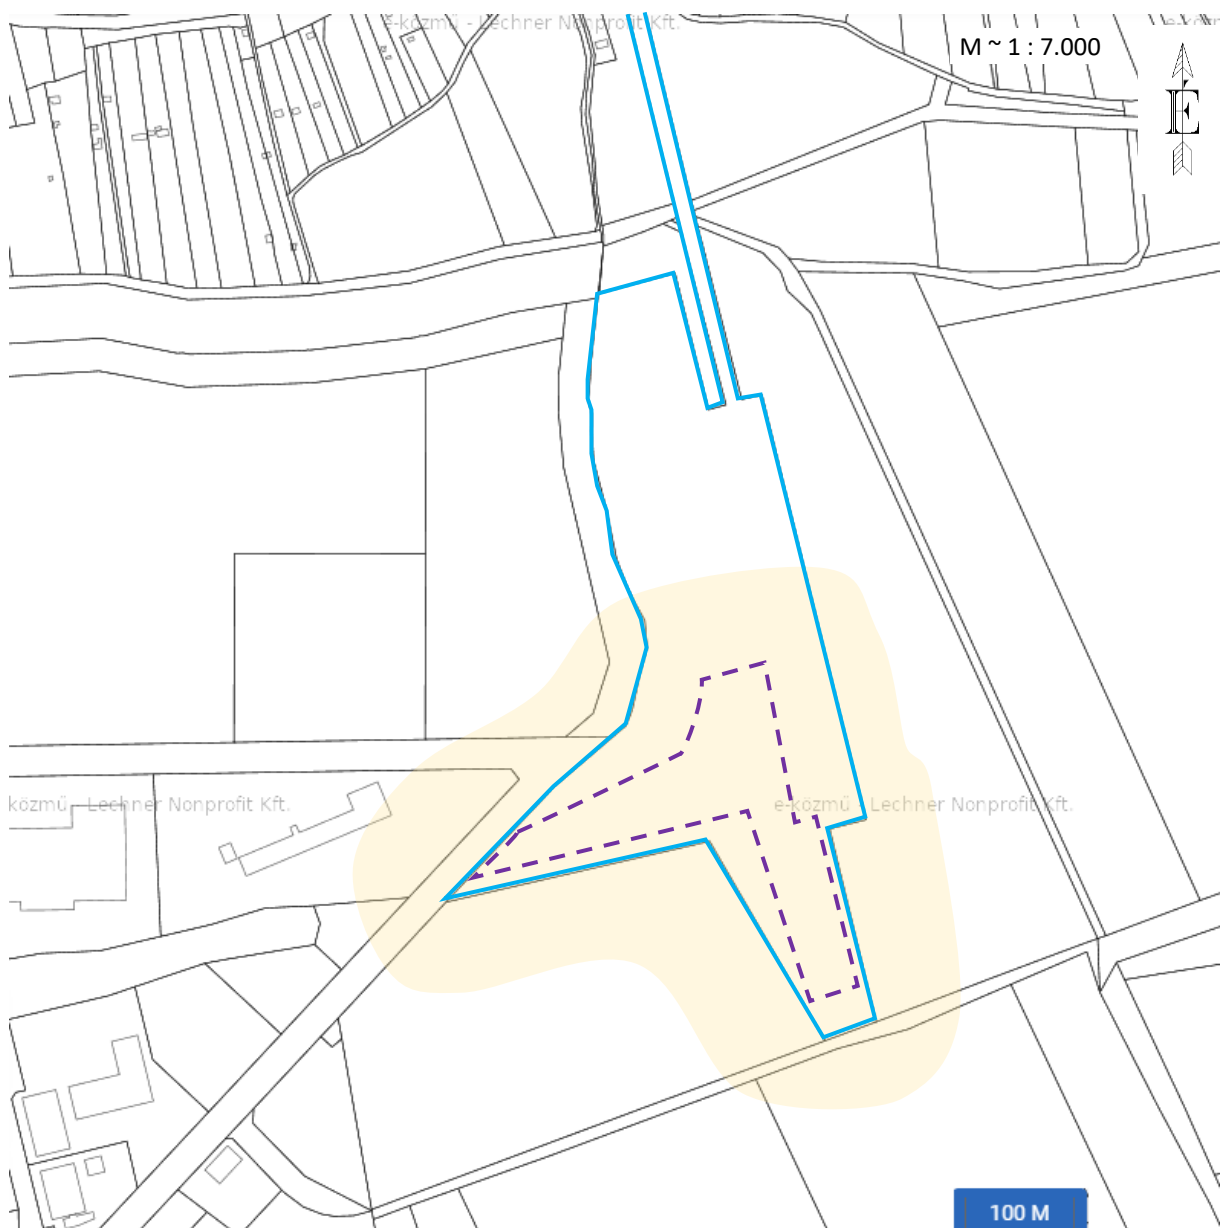 e-közmű - Lechner Nonprofit Kft.
M ~ 1 : 7.000
É
közmű - Lechner Nonprofit Kft.
e-közmű - Lechner Nonprofit Kft.
100 M